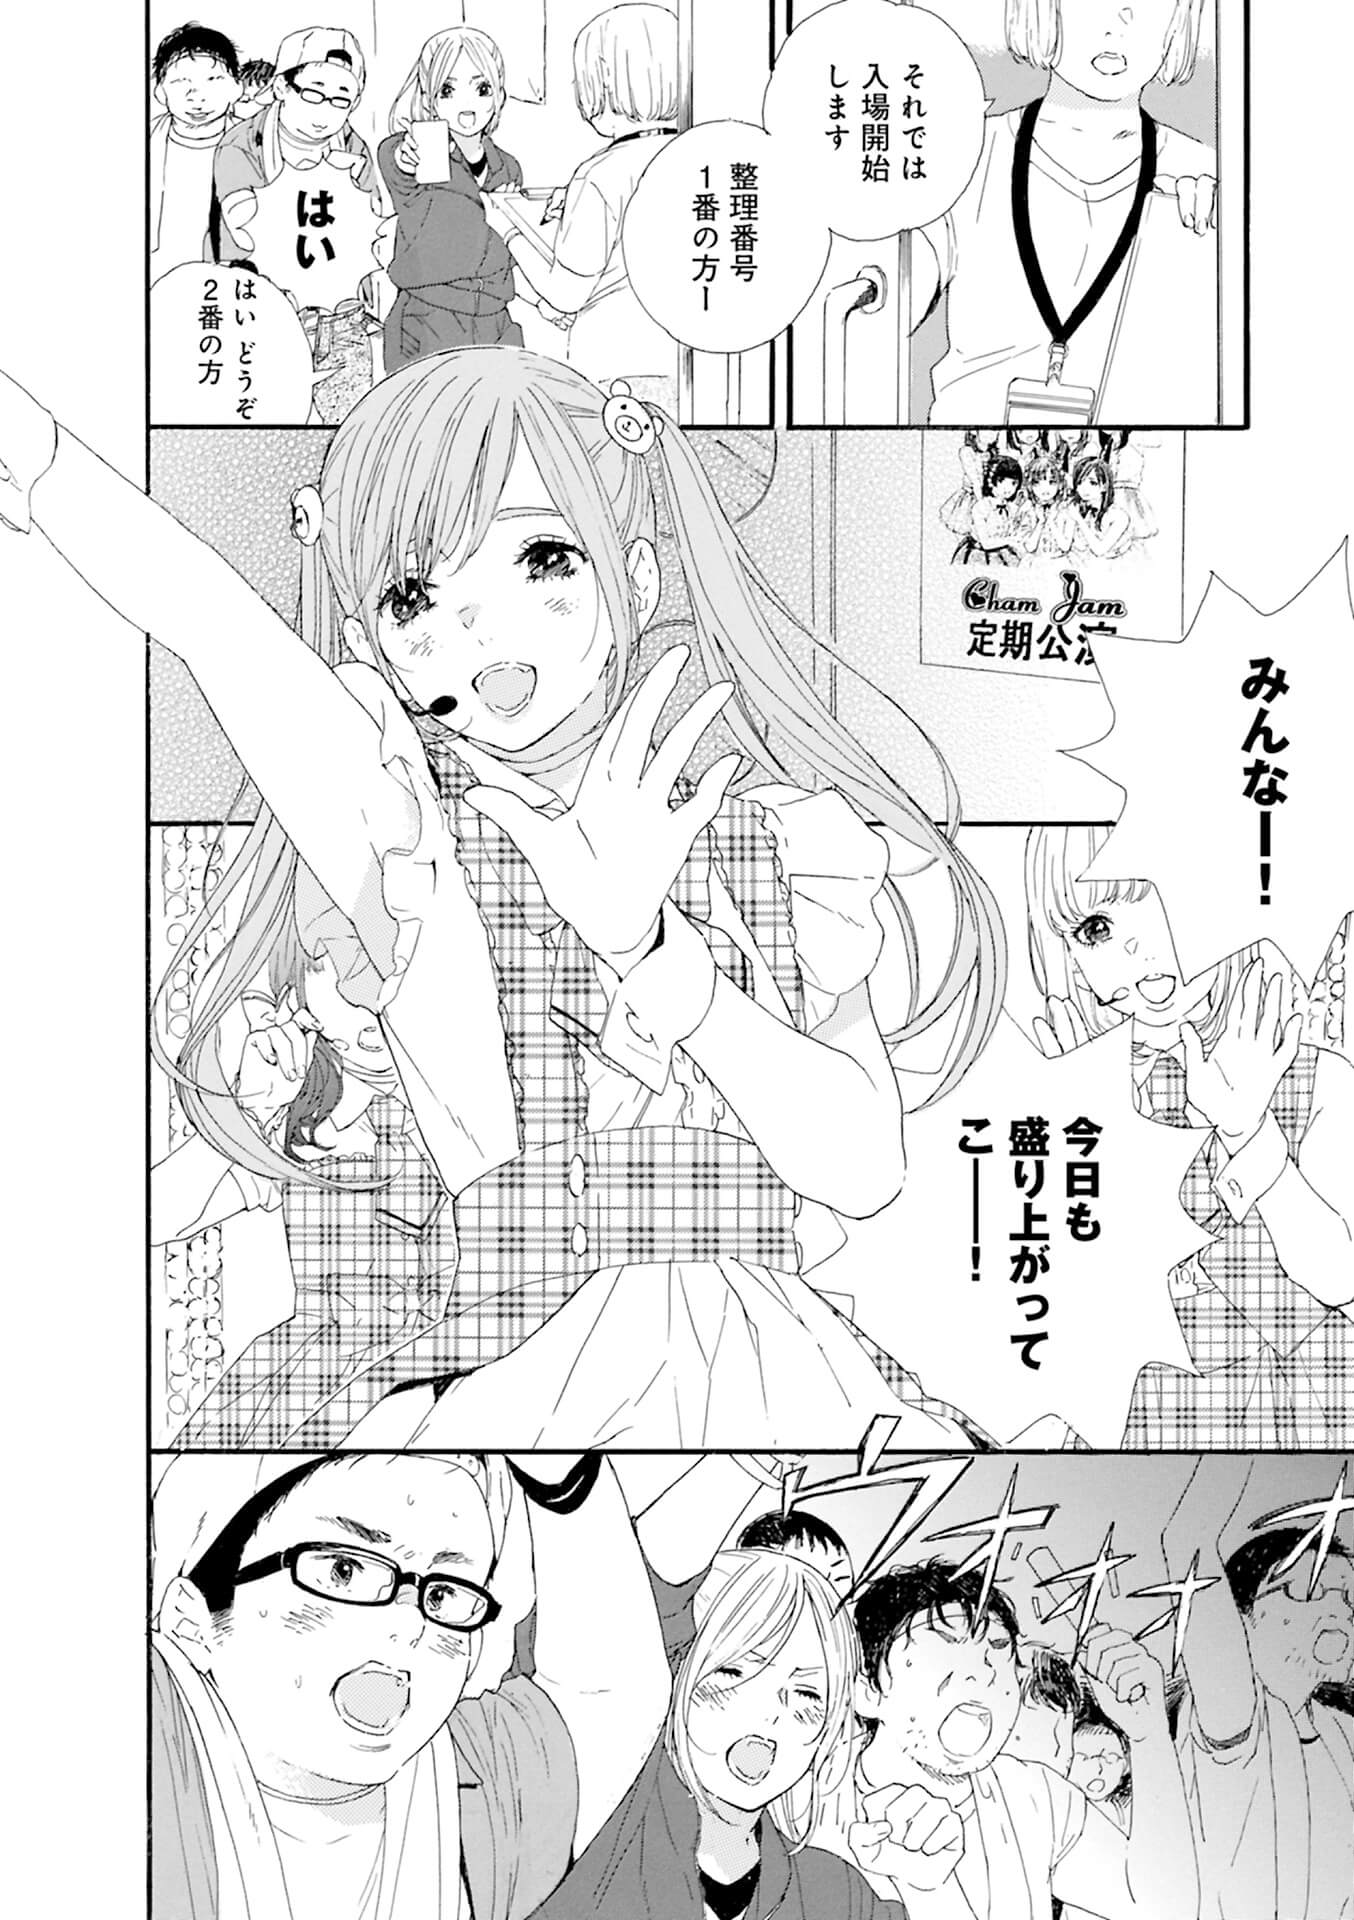 それでは
入場開始
します
整理番号
1番の方ー
はい
はい どうぞ
2番の方
Cham Jam
定期公演
みんなー!
今日も
盛り上がって
こーー!
ウオオオオ